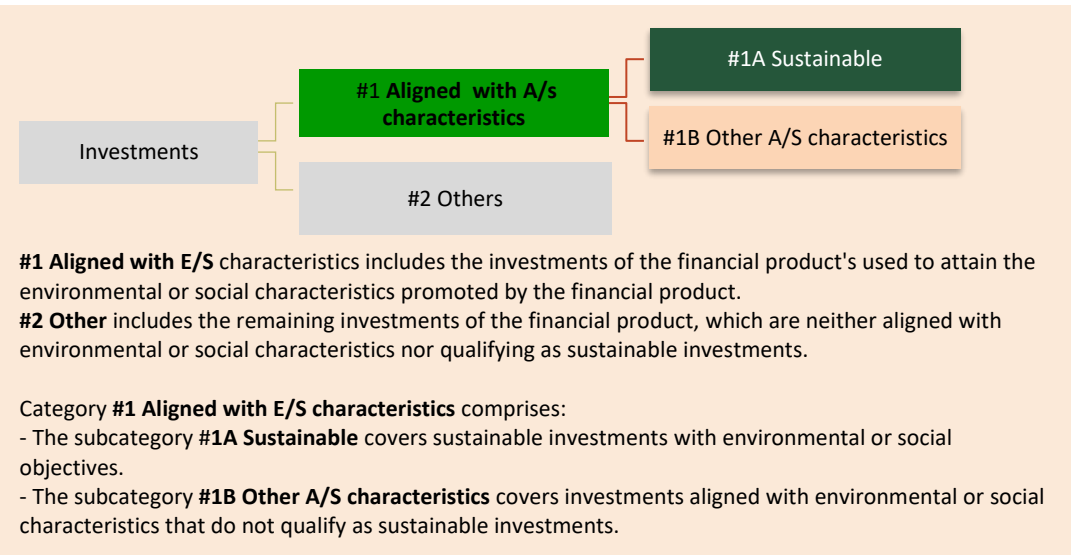 #1A Sustainable
#1 Aligned with A/s
characteristics
#1B Other A/S characteristics
Investments
#2 Others
#1 Aligned with E/S characteristics includes the investments of the financial product's used to attain the
environmental or social characteristics promoted by the financial product.
#2 Other includes the remaining investments of the financial product, which are neither aligned with
environmental or social characteristics nor qualifying as sustainable investments.
Category #1 Aligned with E/S characteristics comprises:
- The subcategory #1A Sustainable covers sustainable investments with environmental or social
objectives.
- The subcategory #1B Other A/S characteristics covers investments aligned with environmental or social
characteristics that do not qualify as sustainable investments.